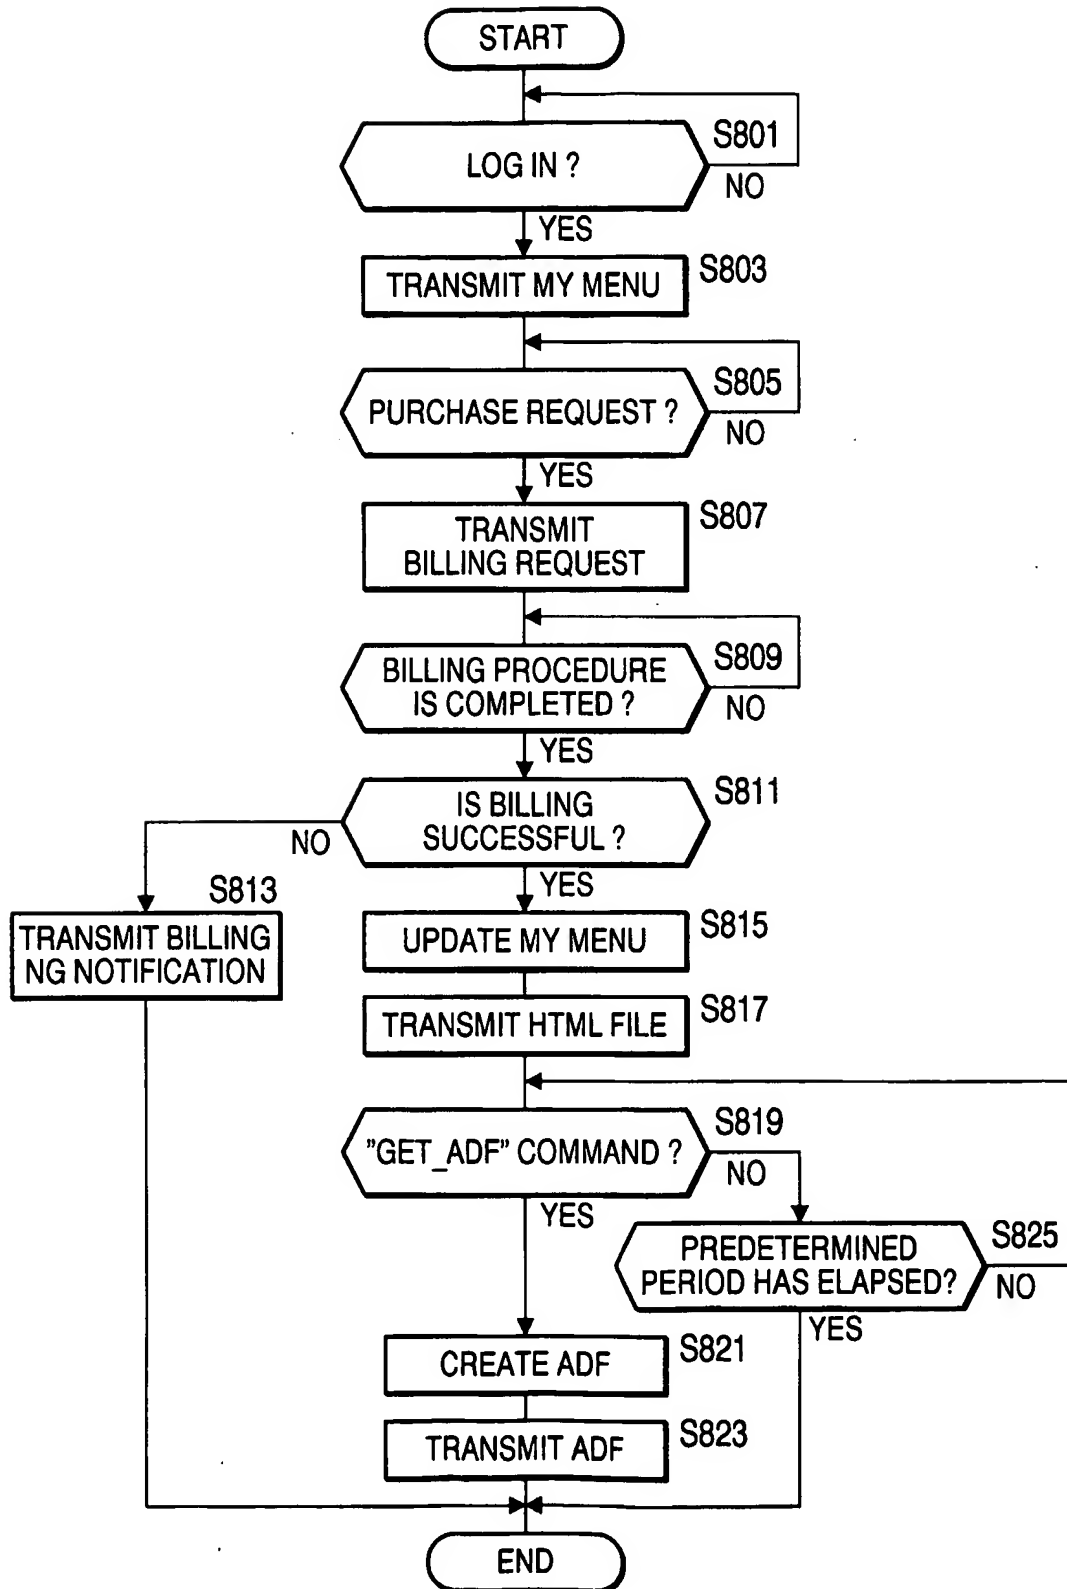 START
S801
LOG IN ?
NO
YES
TRANSMIT MY MENU
S803
S805
PURCHASE REQUEST ?
NO
YES
S807
TRANSMIT
BILLING REQUEST
S809
BILLING PROCEDURE
IS COMPLETED ?
NO
YES
S811
IS BILLING
SUCCESSFUL ?
NO
YES
S813
TRANSMIT BILLING
NG NOTIFICATION
UPDATE MY MENU
S815
TRANSMIT HTML FILE
S817
S819
"GET_ADF" COMMAND ?
NO
YES
S825
PREDETERMINED
PERIOD HAS ELAPSED?
NO
YES
CREATE ADF
S821
TRANSMIT ADF
S823
END